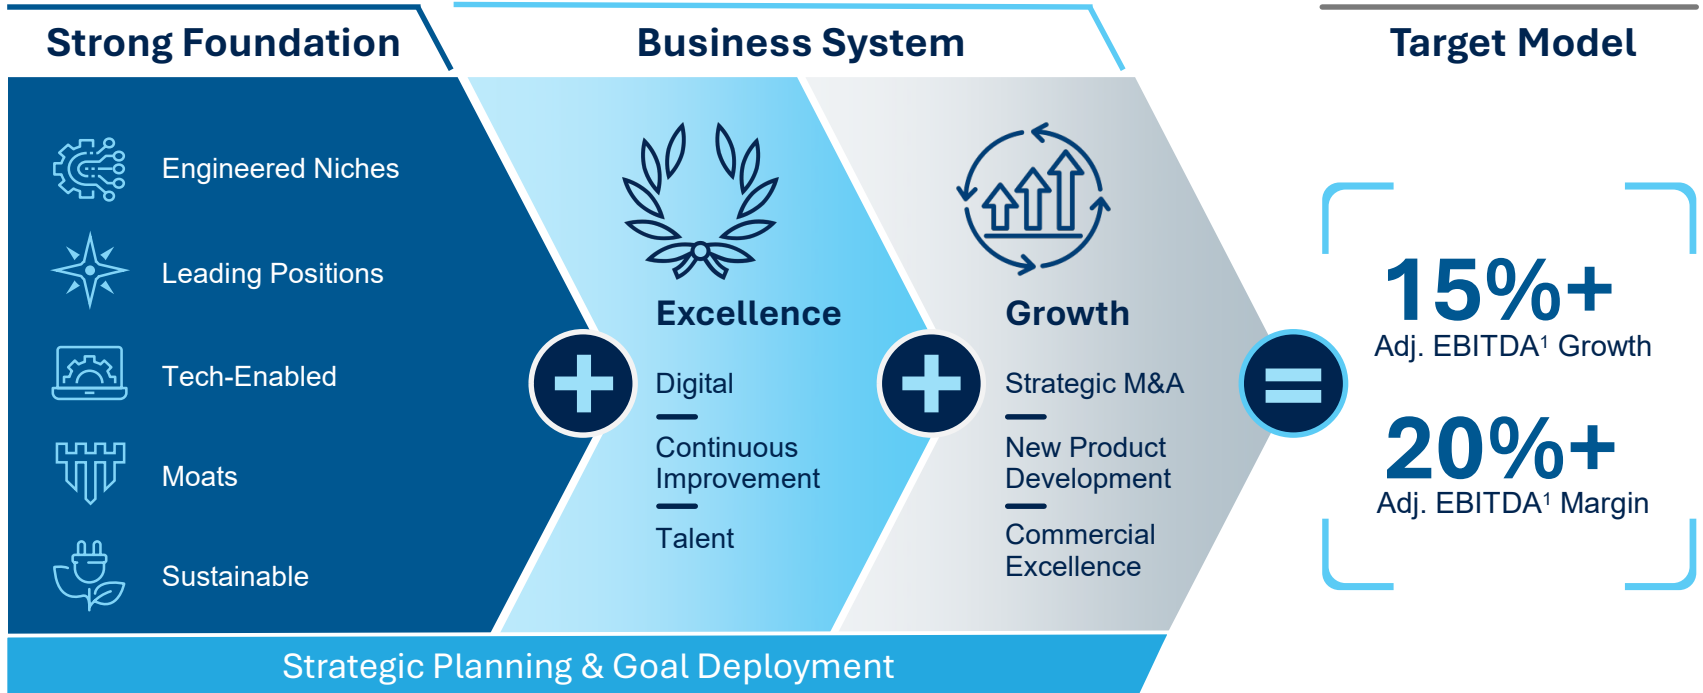 Strong Foundation
Business System
Target Model
Engineered Niches
Leading Positions
Tech-Enabled
Moats
Sustainable
Excellence
Digital
Continuous
Improvement
Talent
Growth
Strategic M&A
New Product
Development
Commercial
Excellence
15%+
Adj. EBITDA¹ Growth
20%+
Adj. EBITDA¹ Margin
Strategic Planning & Goal Deployment